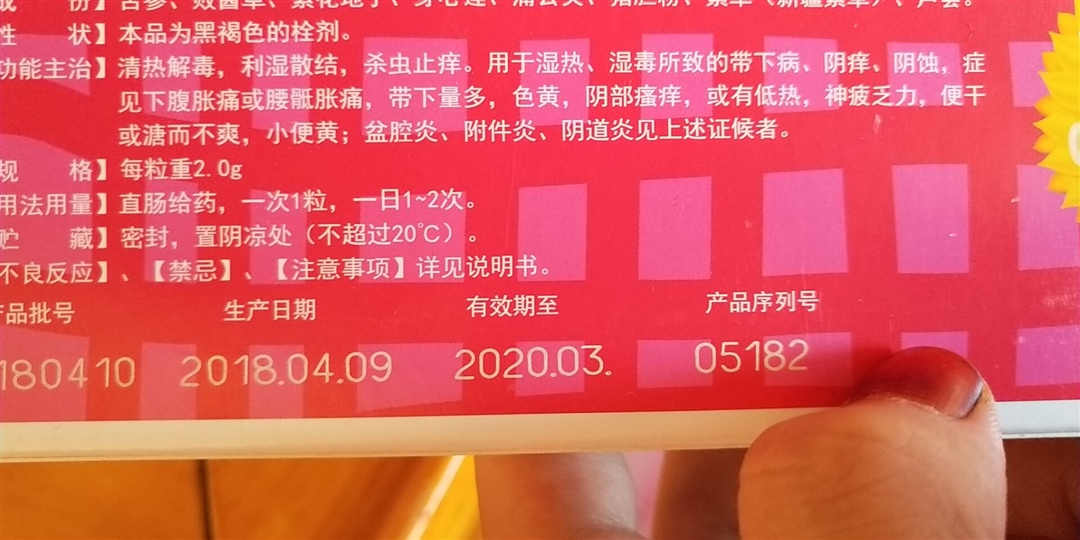 性 状】本品为黑褐色的栓剂。
功能主治】清热解毒，利湿散结，杀虫止痒。用于湿热、湿毒所致的带下病、阴痒、阴蚀，症
见下腹胀痛或腰骶胀痛，带下量多，色黄，阴部瘙痒，或有低热，神疲乏力，便干
或溏而不爽，小便黄；盆腔炎、附件炎、阴道炎见上述证候者。
规 格】每粒重2.0g
用法用量】直肠给药，一次1粒，一日1~2次。
贮 藏】密封，置阴凉处（不超过20℃）。
不良反应】、【禁忌】、【注意事项】详见说明书。
产品批号 生产日期 有效期至 产品序列号
180410 2018.04.09 2020.03. 05182